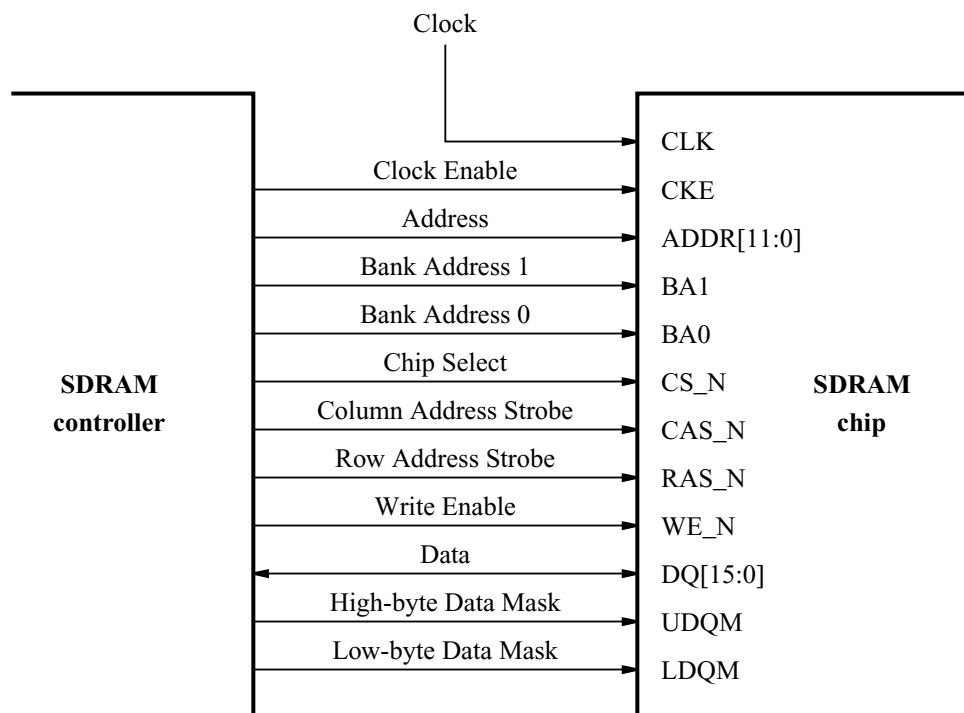 Clock
CLK
Clock Enable
CKE
Address
ADDR[11:0]
Bank Address 1
BA1
Bank Address 0
BA0
Chip Select
CS_N
SDRAM
controller
SDRAM
chip
Column Address Strobe
CAS_N
Row Address Strobe
RAS_N
Write Enable
WE_N
Data
DQ[15:0]
High-byte Data Mask
UDQM
Low-byte Data Mask
LDQM